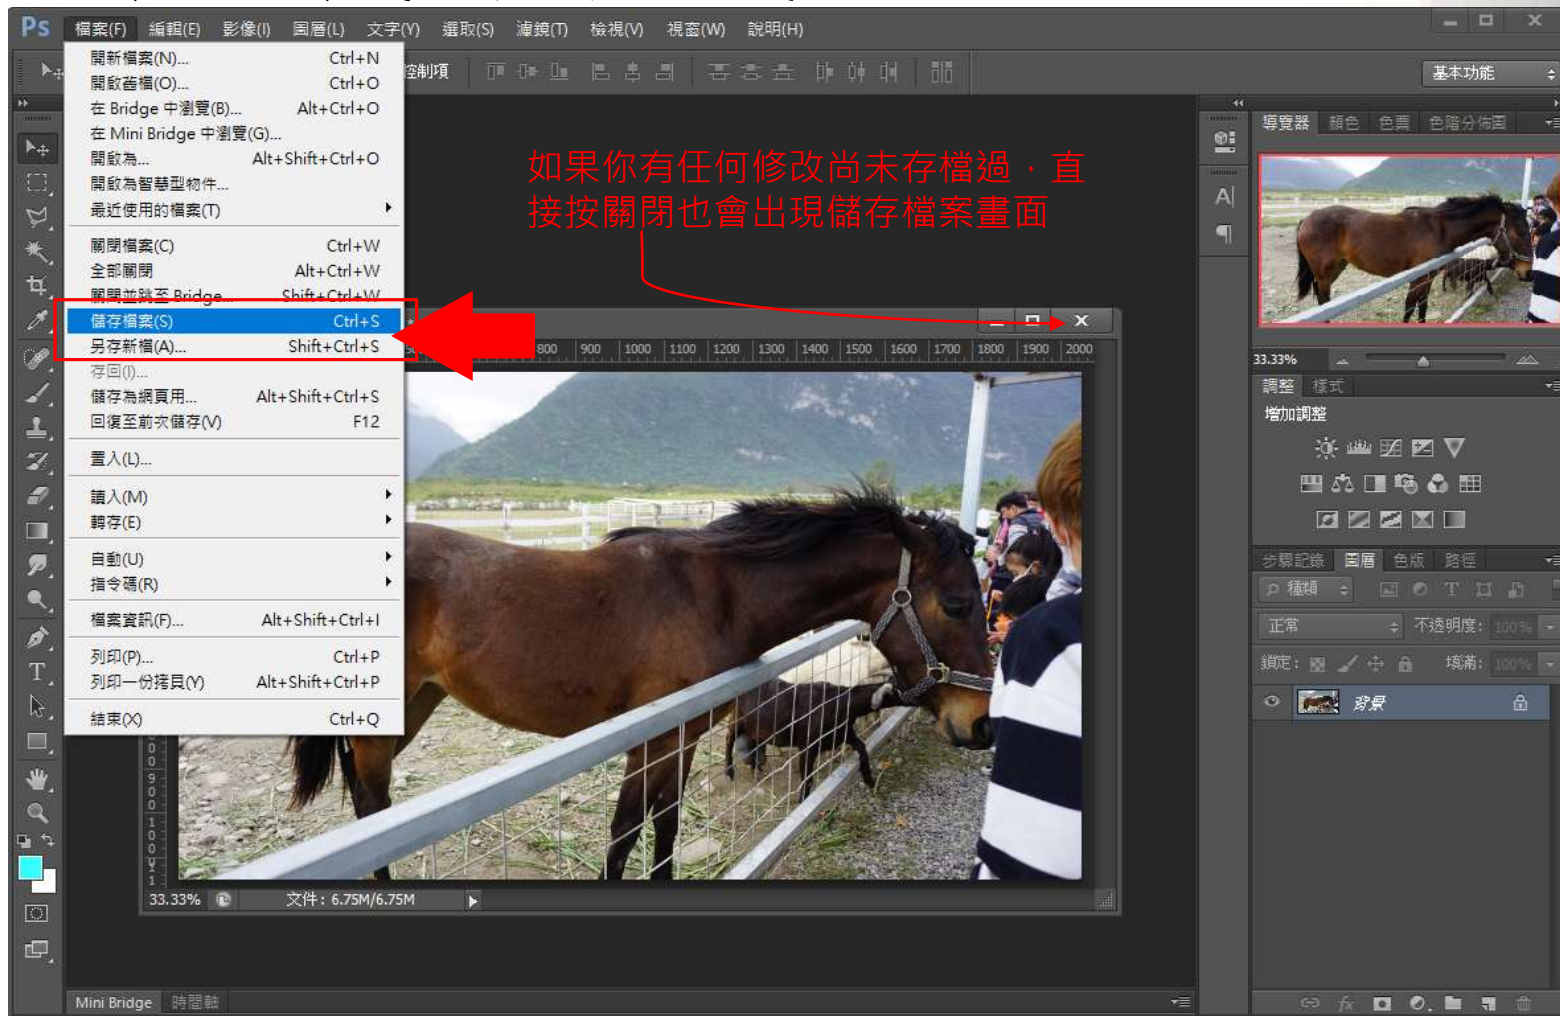 Ps 檔案(F) 編輯(E) 影像(I) 圖層(L) 文字(Y) 選取(S) 濾鏡(T) 檢視(V) 視窗(W) 說明(H)
控制項
基本功能
開新檔案(N)... Ctrl+N
開啟舊檔(O)... Ctrl+O
在 Bridge 中瀏覽(B)... Alt+Ctrl+O
在 Mini Bridge 中瀏覽(G)...
開啟為... Alt+Shift+Ctrl+O
開啟為智慧型物件...
最近使用的檔案(T)
關閉檔案(C) Ctrl+W
全部關閉 Alt+Ctrl+W
關閉並跳至 Bridge... Shift+Ctrl+W
儲存檔案(S) Ctrl+S
另存新檔(A)... Shift+Ctrl+S
存回(I)...
儲存為網頁用... Alt+Shift+Ctrl+S
回復至前次儲存(V) F12
置入(L)...
讀入(M)
轉存(E)
自動(U)
指令碼(R)
檔案資訊(F)... Alt+Shift+Ctrl+I
列印(P)... Ctrl+P
列印一份拷貝(Y) Alt+Shift+Ctrl+P
結束(X) Ctrl+Q
如果你有任何修改尚未存檔過，直
接按關閉也會出現儲存檔案畫面
800 900 1000 1100 1200 1300 1400 1500 1600 1700 1800 1900 2000
33.33% 文件: 6.75M/6.75M
Mini Bridge 時間軸
導覽器 顏色 色票 色階分佈圖
33.33%
調整 樣式
增加調整
步驟記錄 圖層 色版 路徑
種類
正常 不透明度: 100%
鎖定: 填滿: 100%
背景